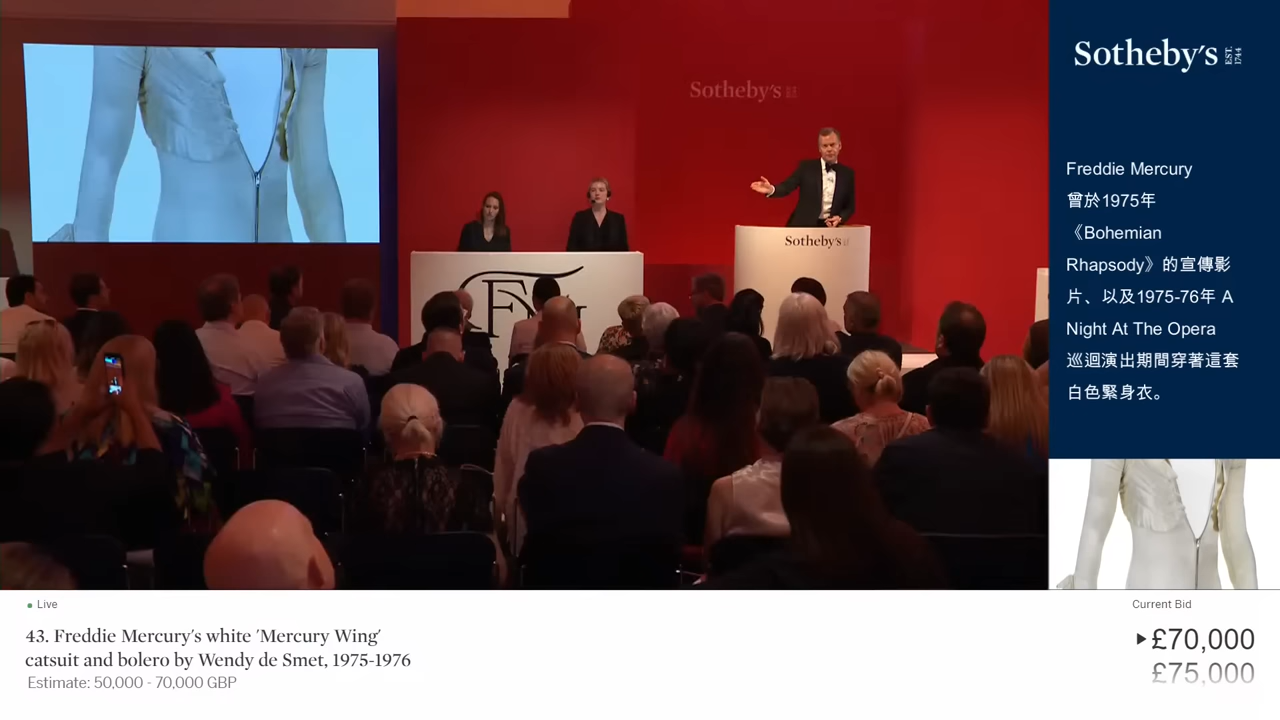 Sotheby's EST. 1744
Sotheby's
Sotheby's
Freddie Mercury
曾於1975年
《Bohemian
Rhapsody》的宣傳影
片、以及1975-76年 A
Night At The Opera
巡迴演出期間穿著這套
白色緊身衣。
Live
43. Freddie Mercury's white 'Mercury Wing'
catsuit and bolero by Wendy de Smet, 1975-1976
Estimate: 50,000 - 70,000 GBP
Current Bid
£70,000
£75,000